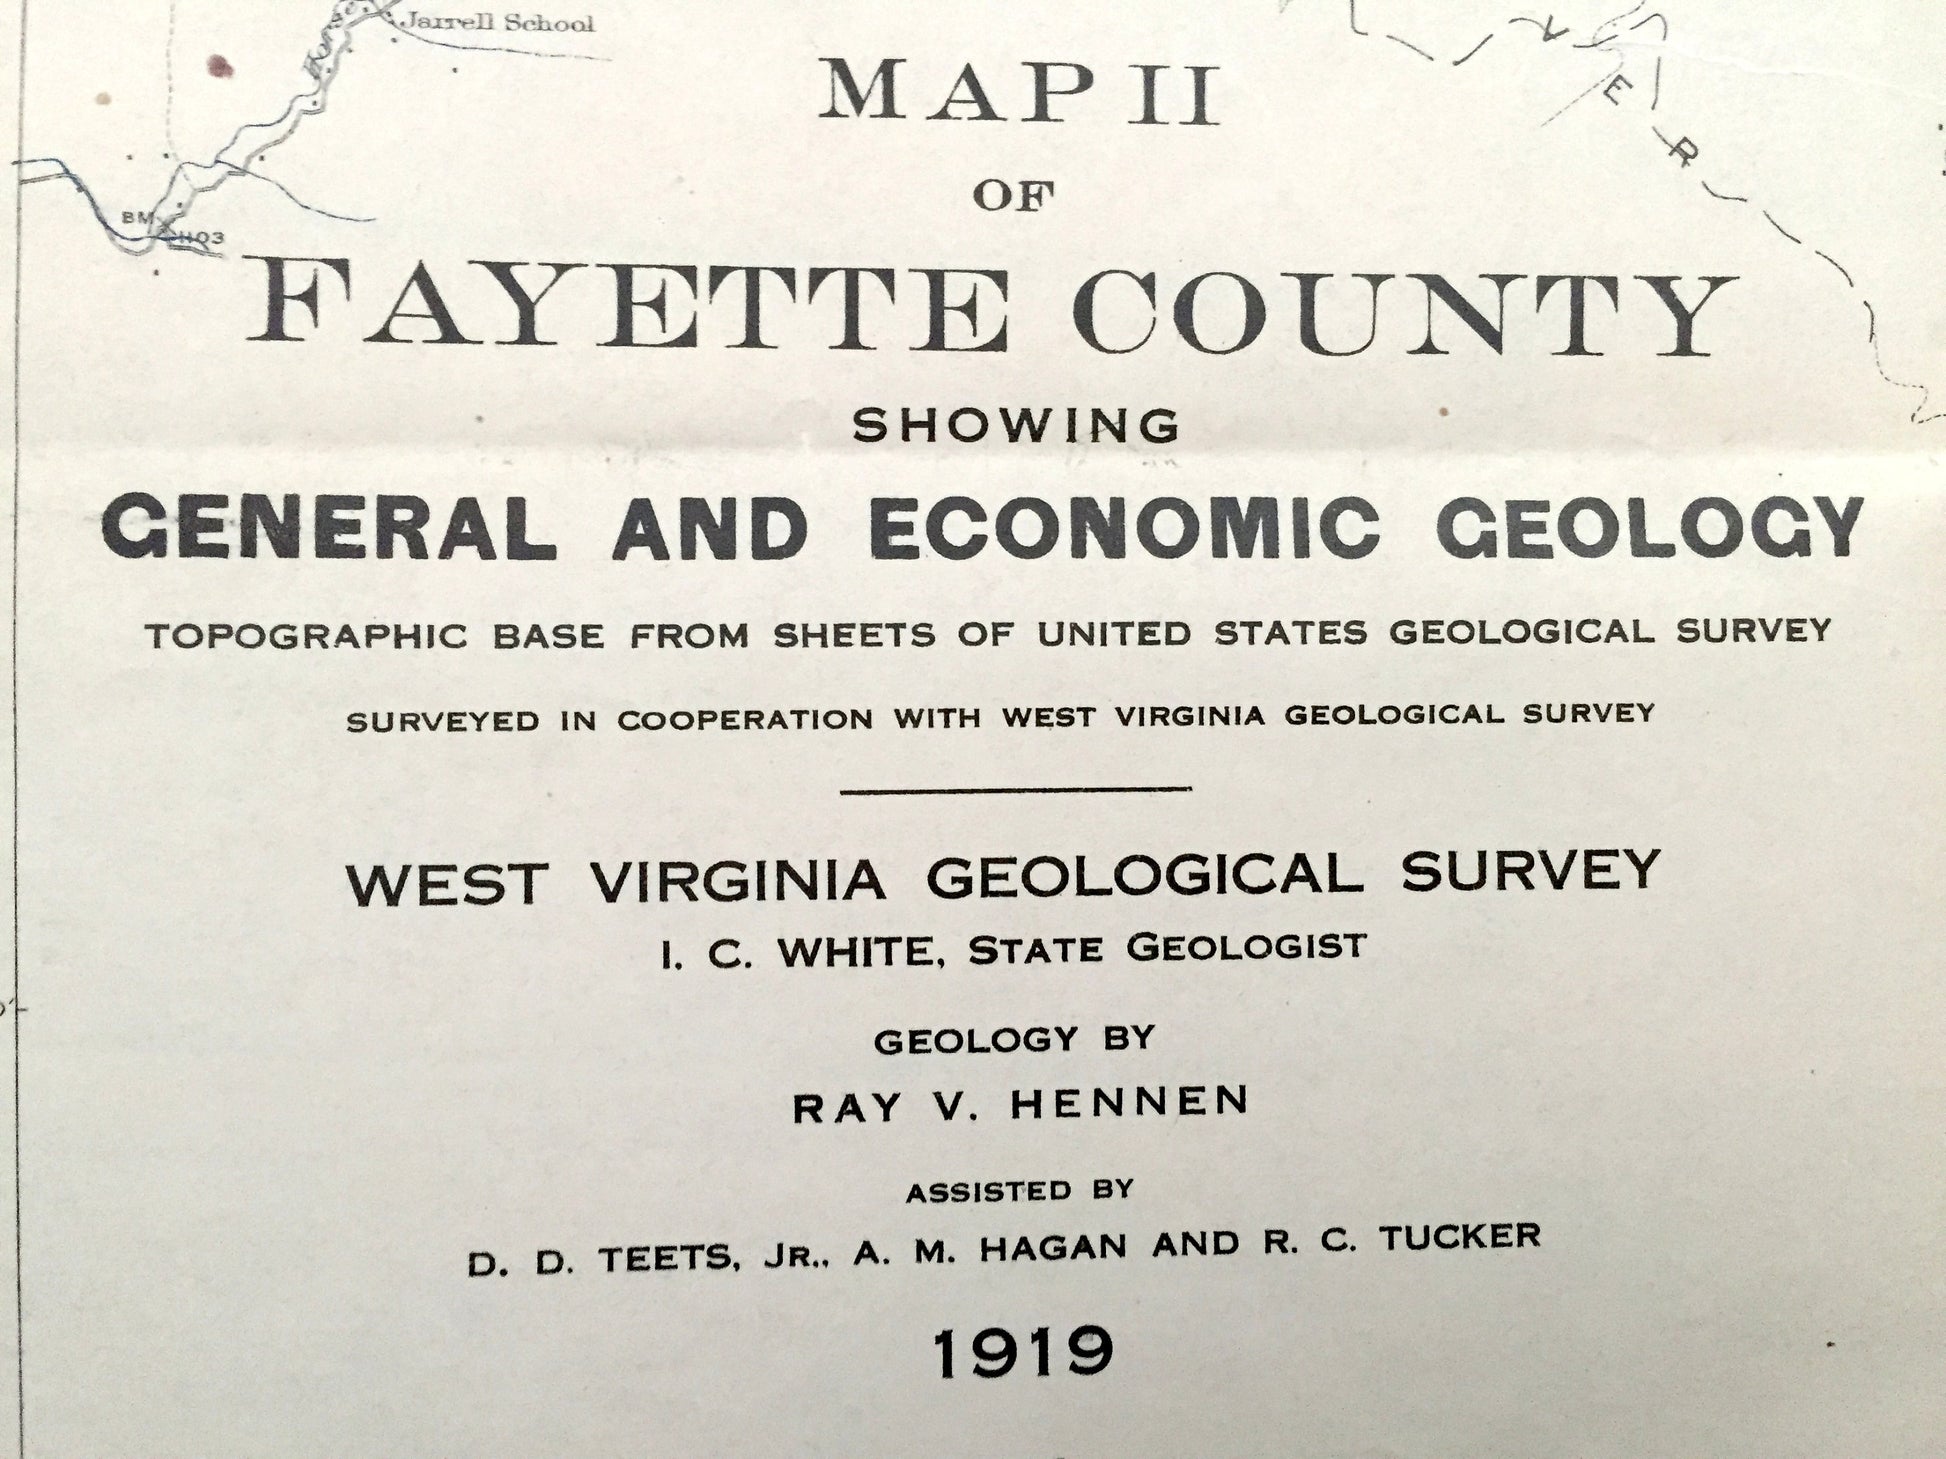 Jarrell School
MAP II
OF
BM
1103
E
R
FAYETTE COUNTY
SHOWING
GENERAL AND ECONOMIC GEOLOGY
TOPOGRAPHIC BASE FROM SHEETS OF UNITED STATES GEOLOGICAL SURVEY
SURVEYED IN COOPERATION WITH WEST VIRGINIA GEOLOGICAL SURVEY
WEST VIRGINIA GEOLOGICAL SURVEY
I. C. WHITE, STATE GEOLOGIST
GEOLOGY BY
RAY V. HENNEN
ASSISTED BY
D. D. TEETS, JR., A. M. HAGAN AND R. C. TUCKER
1919